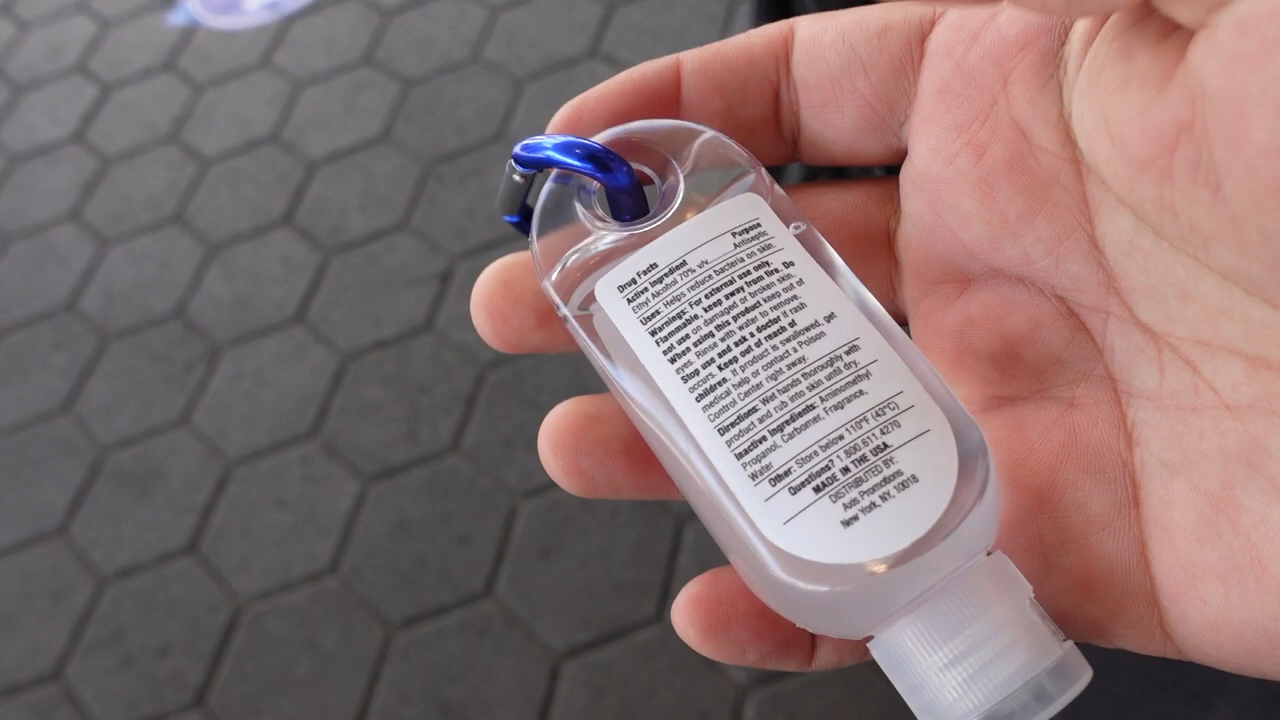 Drug Facts
Active Ingredient Purpose
Ethyl Alcohol 70% v/v........Antiseptic
Uses: Helps reduce bacteria on skin.
Warnings: For external use only.
Flammable, keep away from fire. Do
not use on damaged or broken skin.
When using this product keep out of
eyes. Rinse with water to remove.
Stop use and ask a doctor if rash
occurs. Keep out of reach of
children. If product is swallowed, get
medical help or contact a Poison
Control Center right away.
Directions: Wet hands thoroughly with
product and rub into skin until dry.
Inactive Ingredients: Aminomethyl
Propanol, Carbomer, Fragrance,
Water
Other: Store below 110°F (43°C)
Questions? 1.800.611.4270
MADE IN THE USA.
DISTRIBUTED BY:
Axis Promotions
New York, NY, 10018